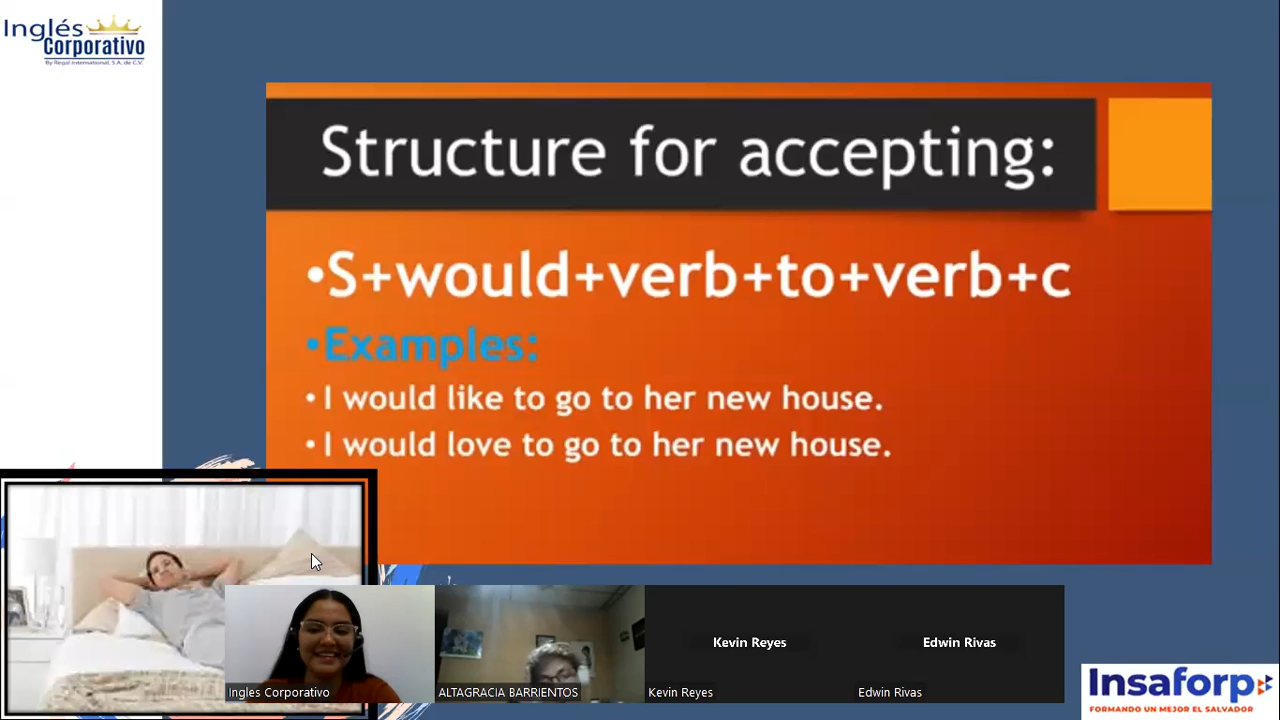 Inglés
Corporativo
By Regal International, S.A. de C.V.
Structure for accepting:
•S+would+verb+to+verb+c
•Examples:
•I would like to go to her new house.
•I would love to go to her new house.
Kevin Reyes
Edwin Rivas
Ingles Corporativo
ALTAGRACIA BARRIENTOS
Kevin Reyes
Edwin Rivas
Insaforp
FORMANDO UN MEJOR EL SALVADOR